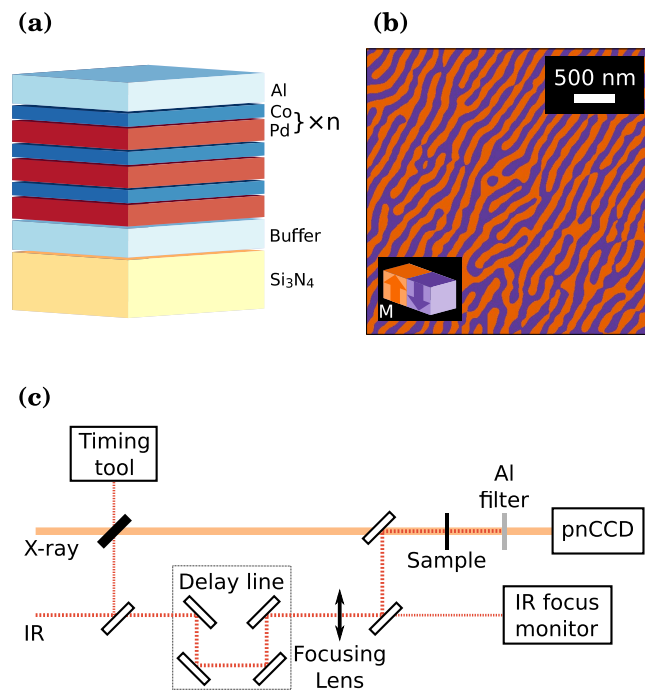 (a)
Al
Co
Pd
}×n
Buffer
Si₃N₄
(b)
500 nm
M
(c)
Timing
tool
X-ray
IR
Delay line
Focusing
Lens
Sample
Al
filter
pnCCD
IR focus
monitor